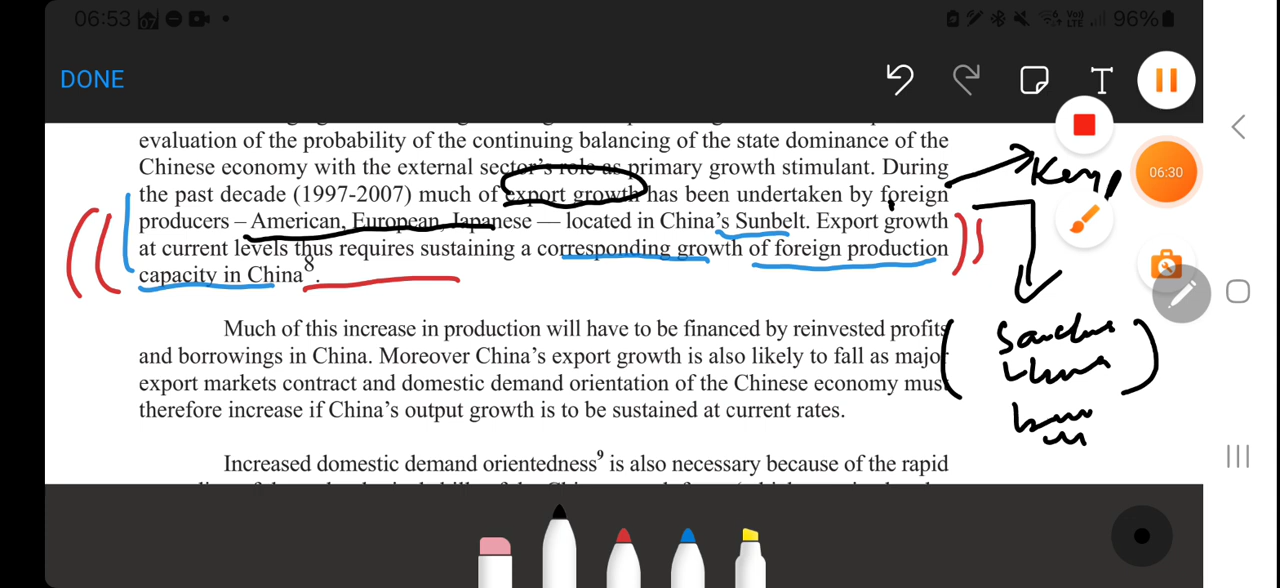 06:53 07
96%
DONE
06:30
evaluation of the probability of the continuing balancing of the state dominance of the
Chinese economy with the external sector's role as primary growth stimulant. During
the past decade (1997-2007) much of export growth has been undertaken by foreign
producers – American, European, Japanese — located in China's Sunbelt. Export growth
at current levels thus requires sustaining a corresponding growth of foreign production
capacity in China⁸.
Much of this increase in production will have to be financed by reinvested profits
and borrowings in China. Moreover China's export growth is also likely to fall as major
export markets contract and domestic demand orientation of the Chinese economy must
therefore increase if China's output growth is to be sustained at current rates.
Increased domestic demand orientedness⁹ is also necessary because of the rapid